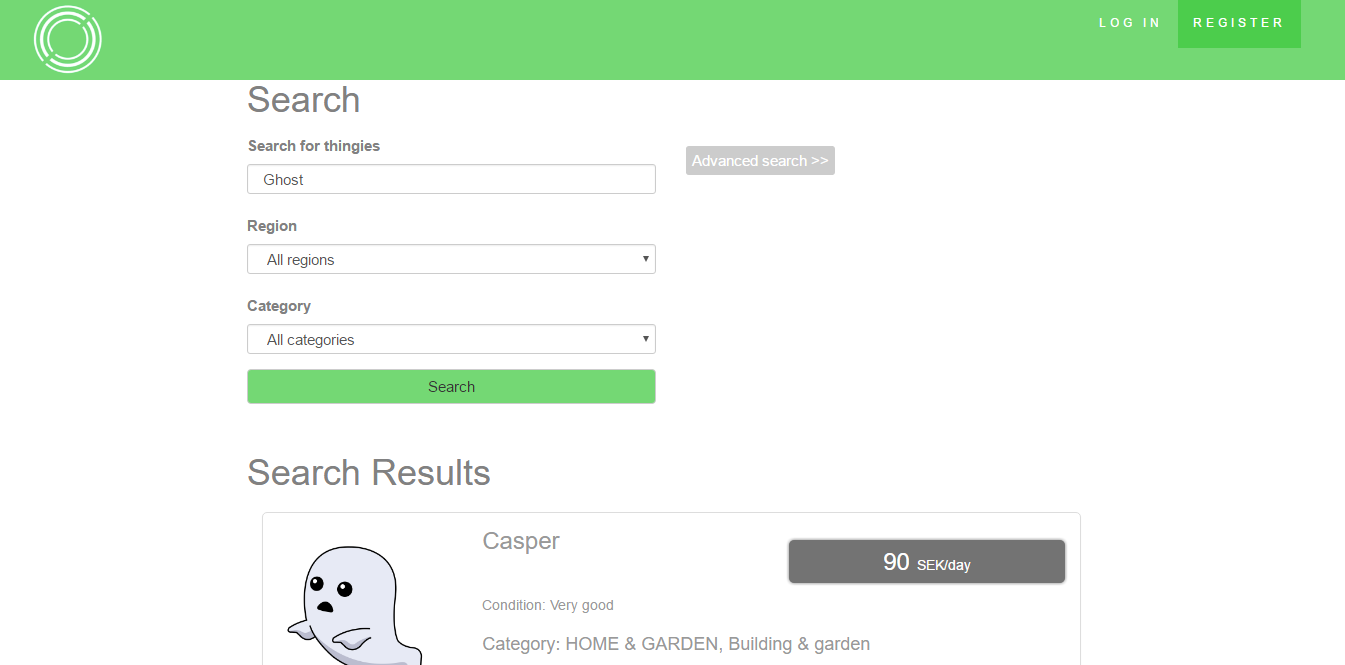 LOG IN
REGISTER
Search
Search for thingies
Advanced search >>
Ghost
Region
All regions
Category
All categories
Search
Search Results
Casper
90 SEK/day
Condition: Very good
Category: HOME & GARDEN, Building & garden